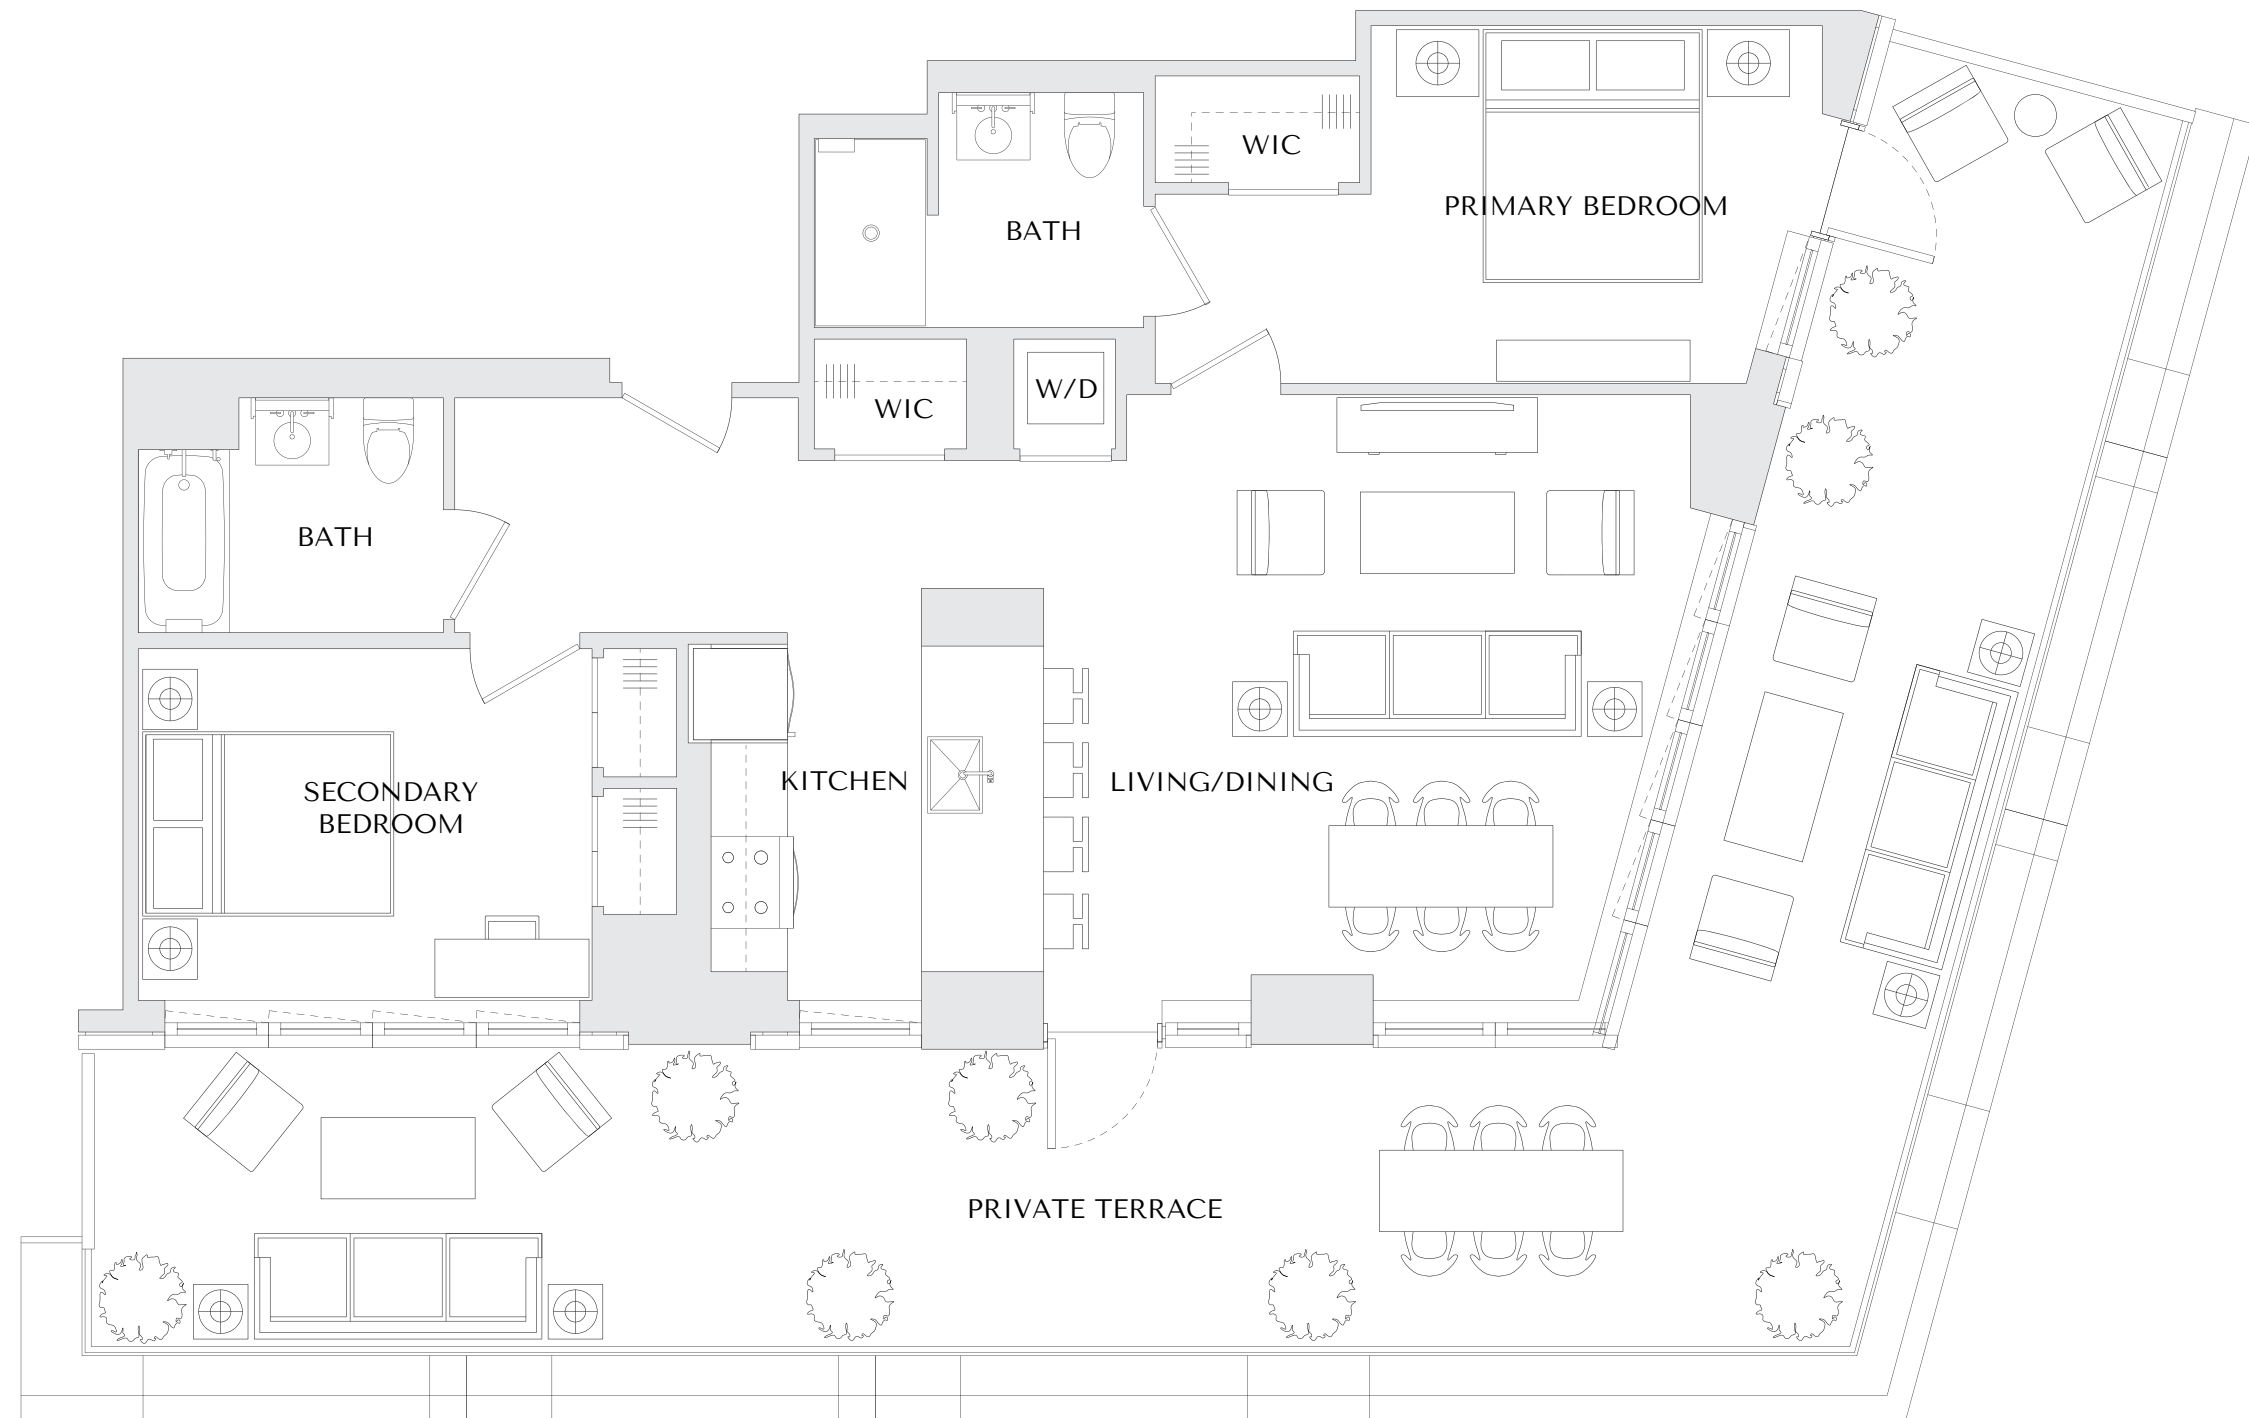 WIC
PRIMARY BEDROOM
BATH
W/D
WIC
BATH
KITCHEN
LIVING/DINING
SECONDARY
BEDROOM
PRIVATE TERRACE